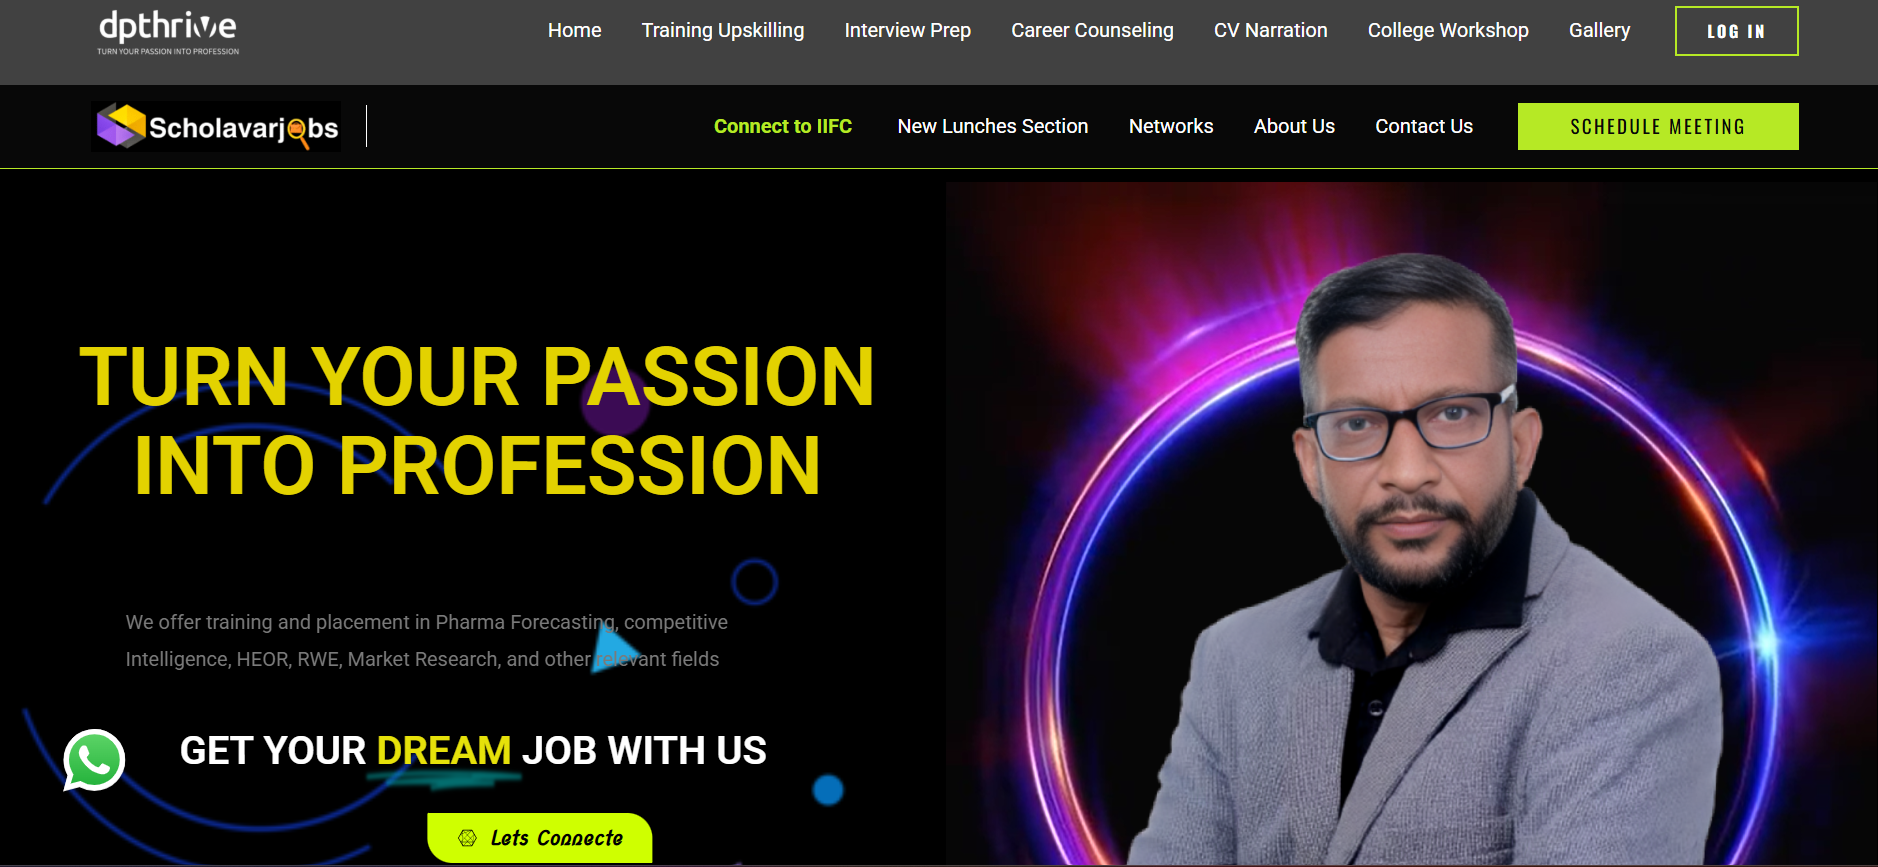 dpthrive
TURN YOUR PASSION INTO PROFESSION
Home Training Upskilling Interview Prep Career Counseling CV Narration College Workshop Gallery LOG IN
Scholavarjobs
Connect to IIFC New Lunches Section Networks About Us Contact Us SCHEDULE MEETING
TURN YOUR PASSION
INTO PROFESSION
We offer training and placement in Pharma Forecasting, competitive
Intelligence, HEOR, RWE, Market Research, and other relevant fields
GET YOUR DREAM JOB WITH US
Lets Connecte